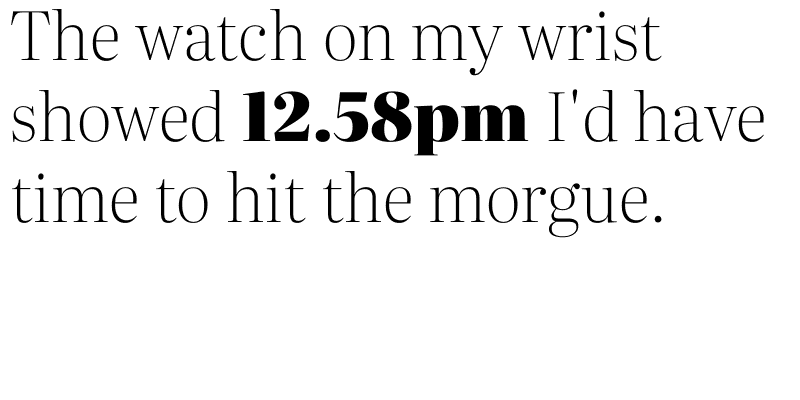 The watch on my wrist
showed 12.58pm I'd have
time to hit the morgue.